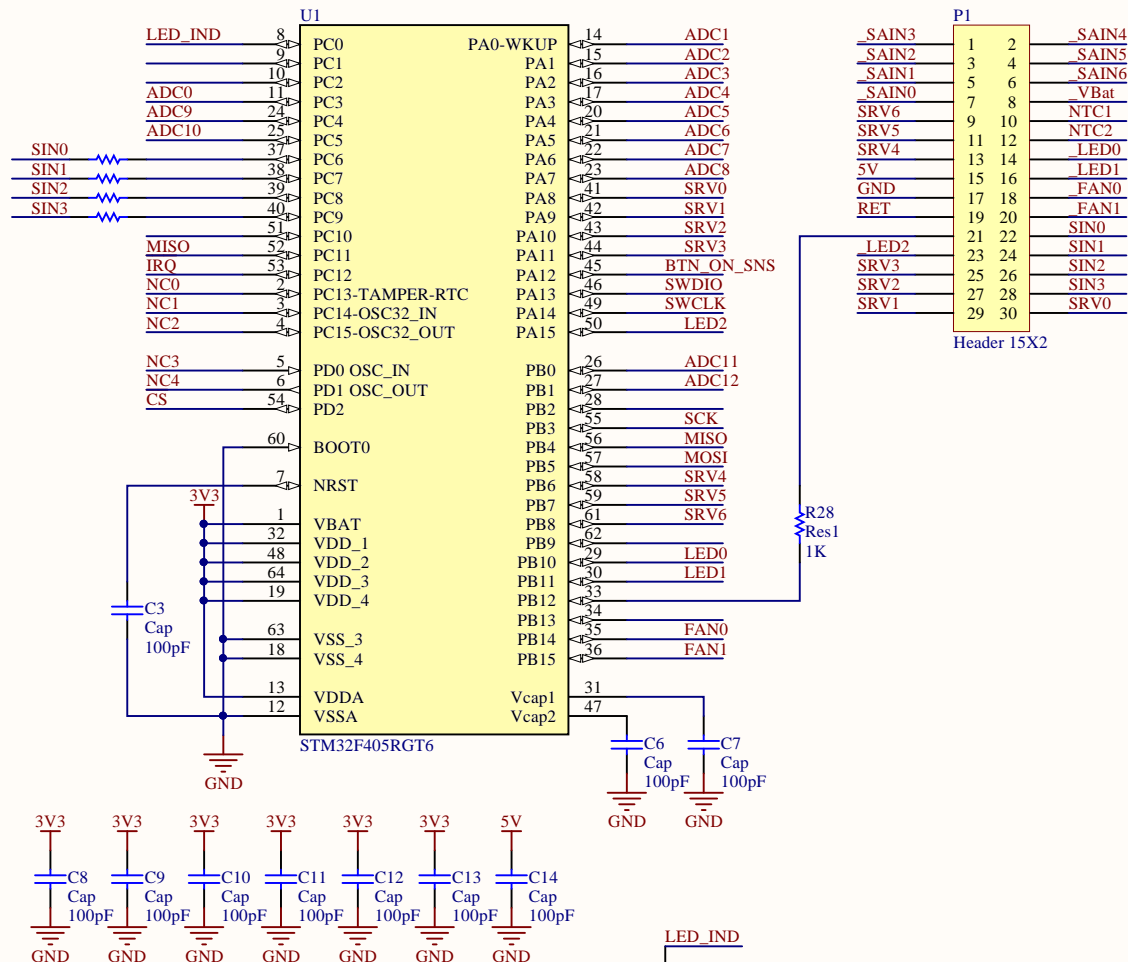 U1
LED_IND 8 PC0 PA0-WKUP 14 ADC1
9 PC1 PA1 15 ADC2
10 PC2 PA2 16 ADC3
ADC0 11 PC3 PA3 17 ADC4
ADC9 24 PC4 PA4 20 ADC5
ADC10 25 PC5 PA5 21 ADC6
SIN0 37 PC6 PA6 22 ADC7
SIN1 38 PC7 PA7 23 ADC8
SIN2 39 PC8 PA8 41 SRV0
SIN3 40 PC9 PA9 42 SRV1
51 PC10 PA10 43 SRV2
MISO 52 PC11 PA11 44 SRV3
IRQ 53 PC12 PA12 45 BTN_ON_SNS
NC0 2 PC13-TAMPER-RTC PA13 46 SWDIO
NC1 3 PC14-OSC32_IN PA14 49 SWCLK
NC2 4 PC15-OSC32_OUT PA15 50 LED2
NC3 5 PD0 OSC_IN PB0 26 ADC11
NC4 6 PD1 OSC_OUT PB1 27 ADC12
CS 54 PD2 PB2 28
PB3 55 SCK
60 BOOT0 PB4 56 MISO
PB5 57 MOSI
7 NRST PB6 58 SRV4
3V3
PB7 59 SRV5
1 VBAT PB8 61 SRV6
32 VDD_1 PB9 62
48 VDD_2 PB10 29 LED0
64 VDD_3 PB11 30 LED1
19 VDD_4 PB12 33
PB13 34
63 VSS_3 PB14 35 FAN0
18 VSS_4 PB15 36 FAN1
13 VDDA Vcap1 31
12 VSSA Vcap2 47
STM32F405RGT6
C3
Cap
100pF
GND
C6
Cap
100pF
GND
C7
Cap
100pF
GND
P1
_SAIN3 1 2 _SAIN4
_SAIN2 3 4 _SAIN5
_SAIN1 5 6 _SAIN6
_SAIN0 7 8 _VBat
SRV6 9 10 NTC1
SRV5 11 12 NTC2
SRV4 13 14 _LED0
5V 15 16 _LED1
GND 17 18 _FAN0
RET 19 20 _FAN1
21 22 SIN0
_LED2 23 24 SIN1
SRV3 25 26 SIN2
SRV2 27 28 SIN3
SRV1 29 30 SRV0
Header 15X2
R28
Res1
1K
3V3 3V3 3V3 3V3 3V3 3V3 5V
C8 C9 C10 C11 C12 C13 C14
Cap Cap Cap Cap Cap Cap Cap
100pF 100pF 100pF 100pF 100pF 100pF 100pF
GND GND GND GND GND GND GND
LED_IND